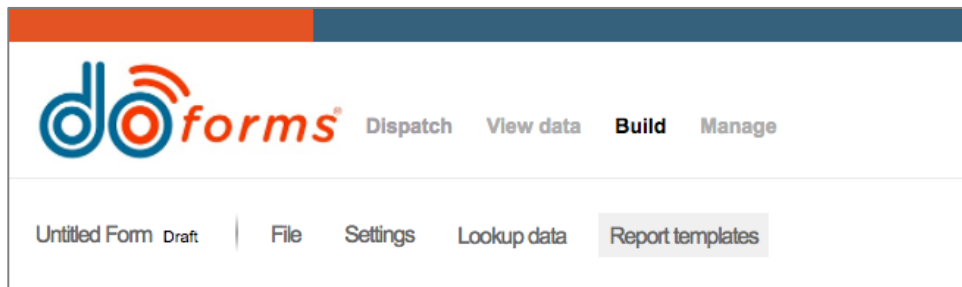 doforms® Dispatch View data Build Manage
Untitled Form Draft File Settings Lookup data Report templates